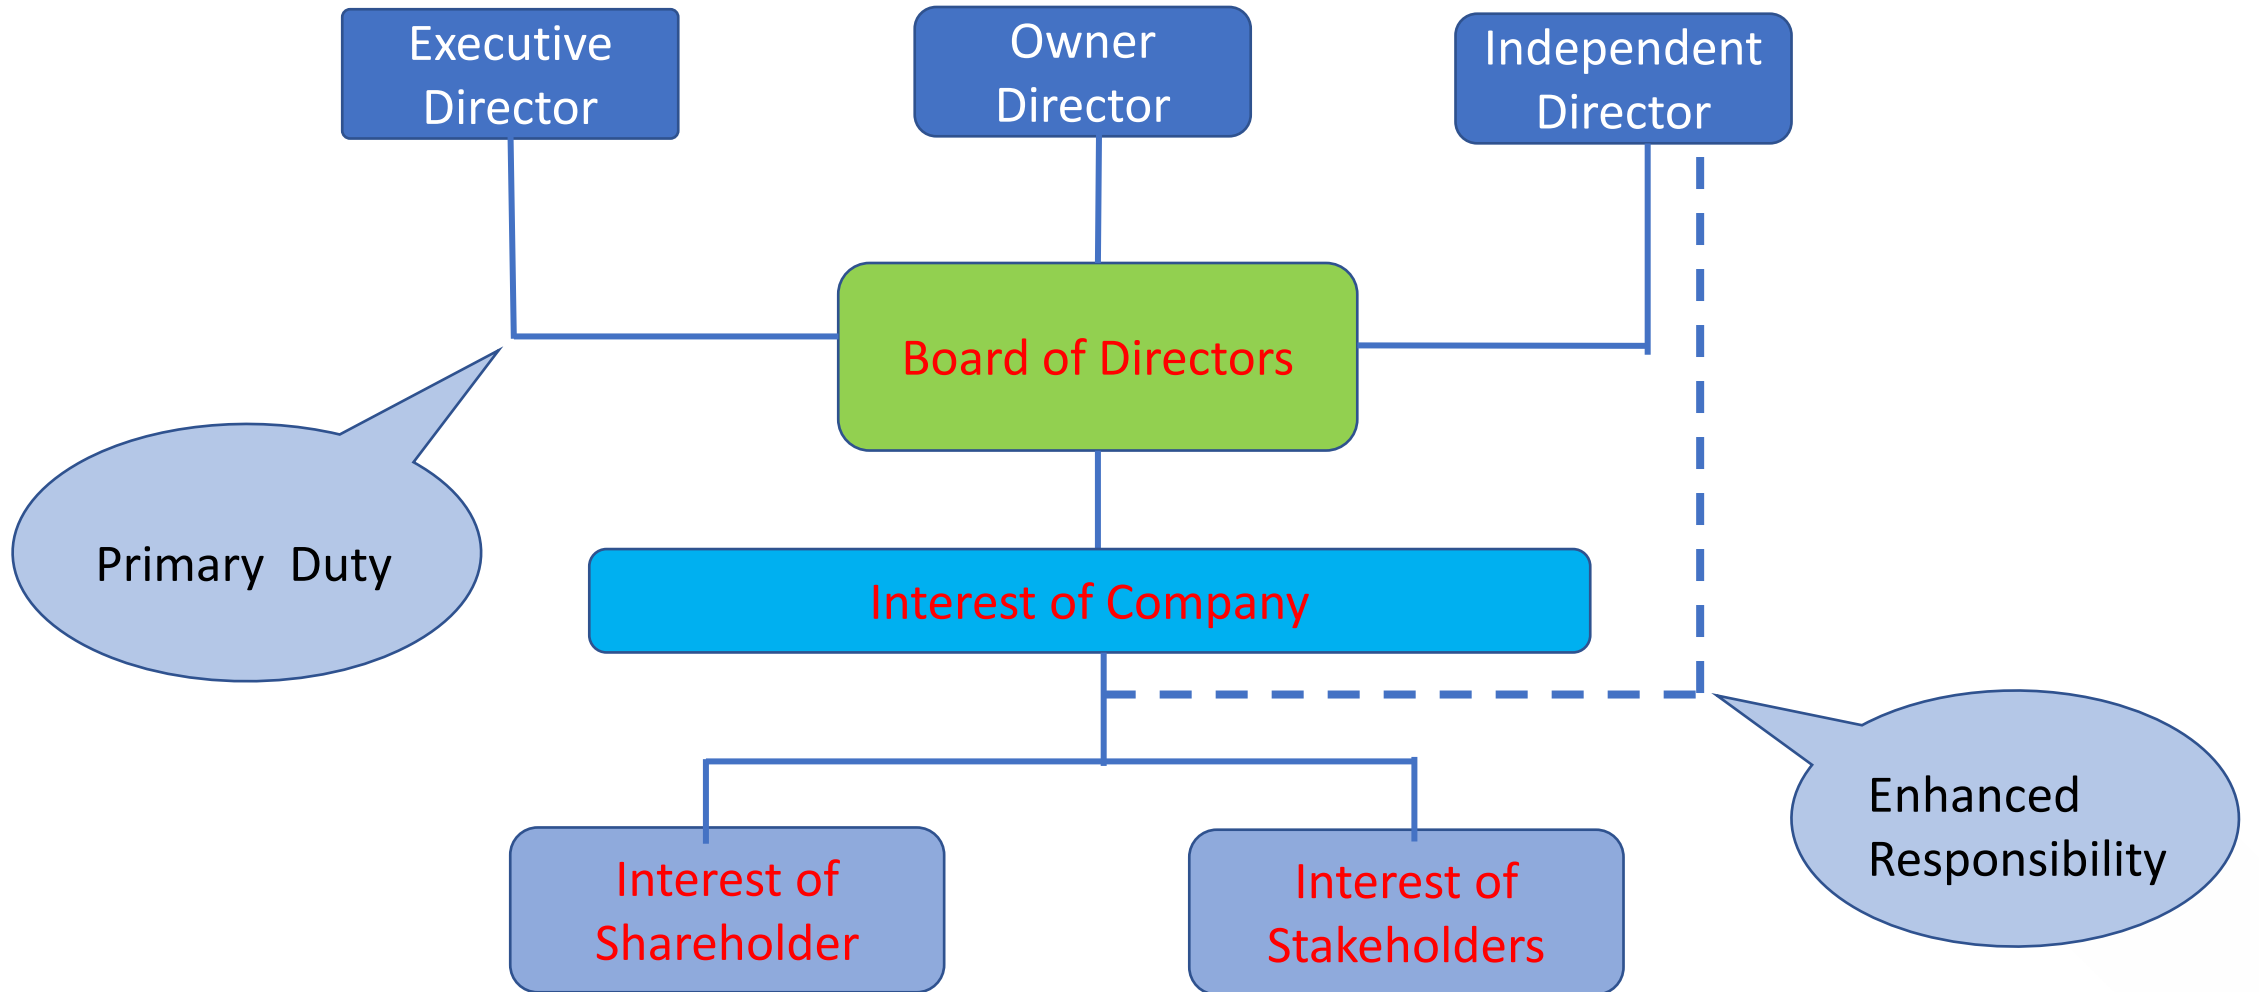 Executive
Director
Owner
Director
Independent
Director
Board of Directors
Primary  Duty
Interest of Company
Enhanced
Responsibility
Interest of
Shareholder
Interest of
Stakeholders